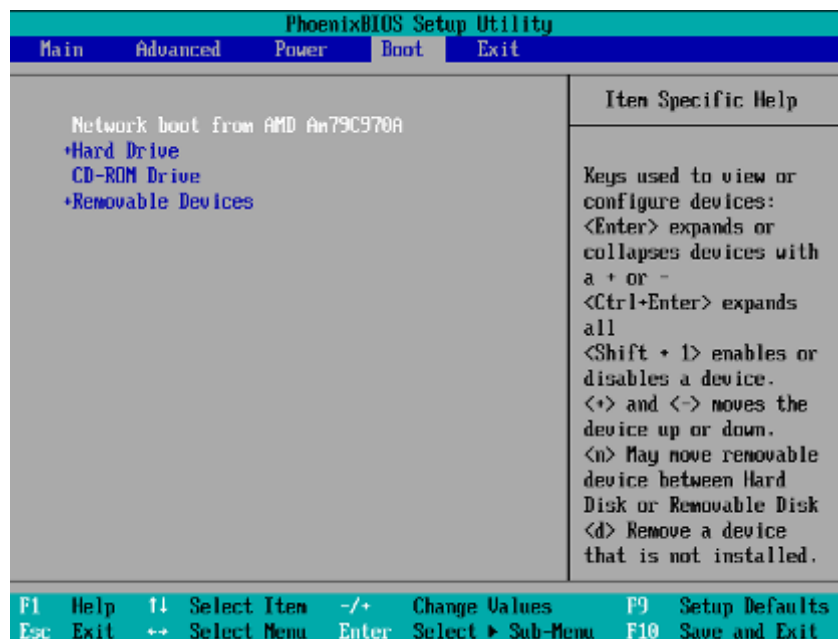 PhoenixBIOS Setup Utility
Main Advanced Power Boot Exit
Network boot from AMD Am79C970A
+Hard Drive
CD-ROM Drive
+Removable Devices
Item Specific Help
Keys used to view or
configure devices:
<Enter> expands or
collapses devices with
a + or -
<Ctrl+Enter> expands
all
<Shift + 1> enables or
disables a device.
<+> and <-> moves the
device up or down.
<n> May move removable
device between Hard
Disk or Removable Disk
<d> Remove a device
that is not installed.
F1 Help ↑↓ Select Item -/+ Change Values F9 Setup Defaults
Esc Exit ↔ Select Menu Enter Select ▶ Sub-Menu F10 Save and Exit